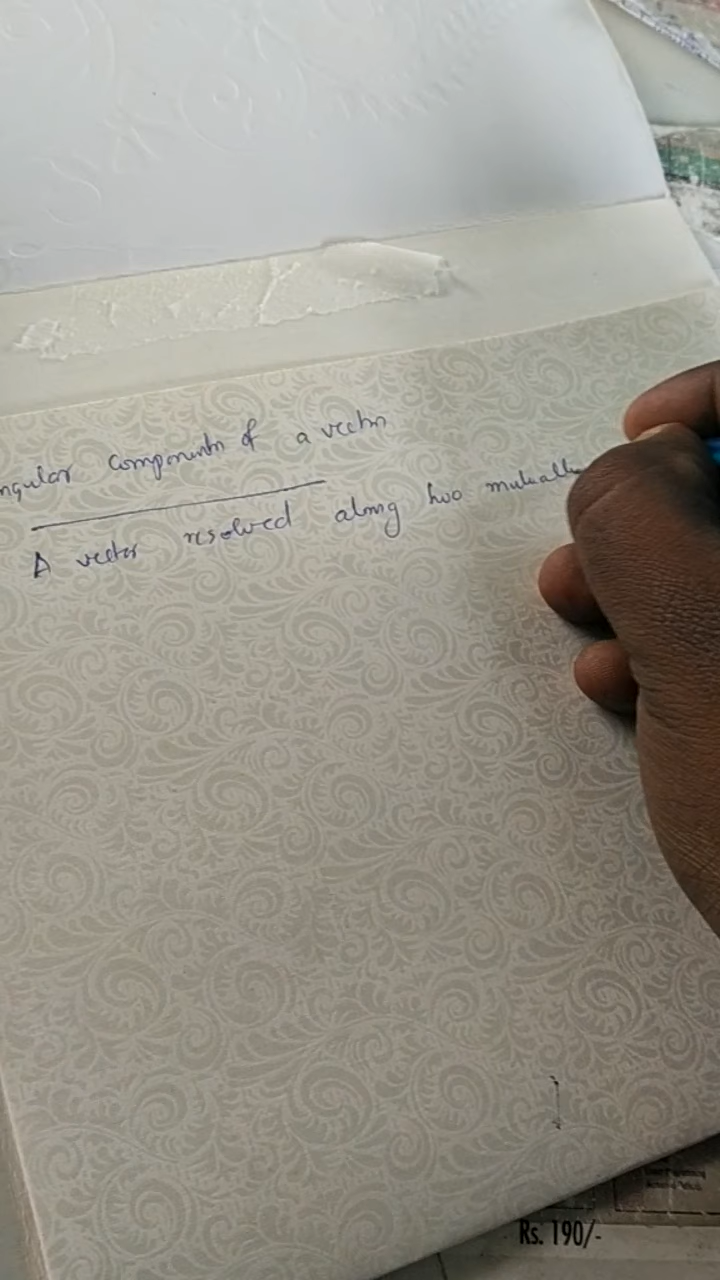 ngular components of a vector
A vector resolved along two mutually
Rs. 190/-